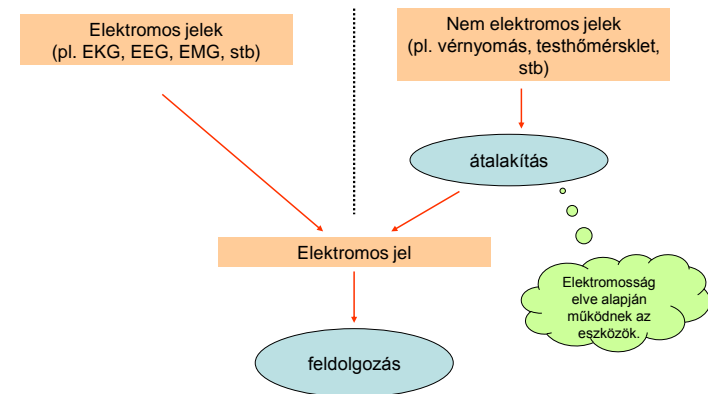 Elektromos jelek
(pl. EKG, EEG, EMG, stb)
Nem elektromos jelek
(pl. vérnyomás, testhőmérsklet,
stb)
átalakítás
Elektromos jel
Elektromosság
elve alapján
működnek az
eszközök.
feldolgozás